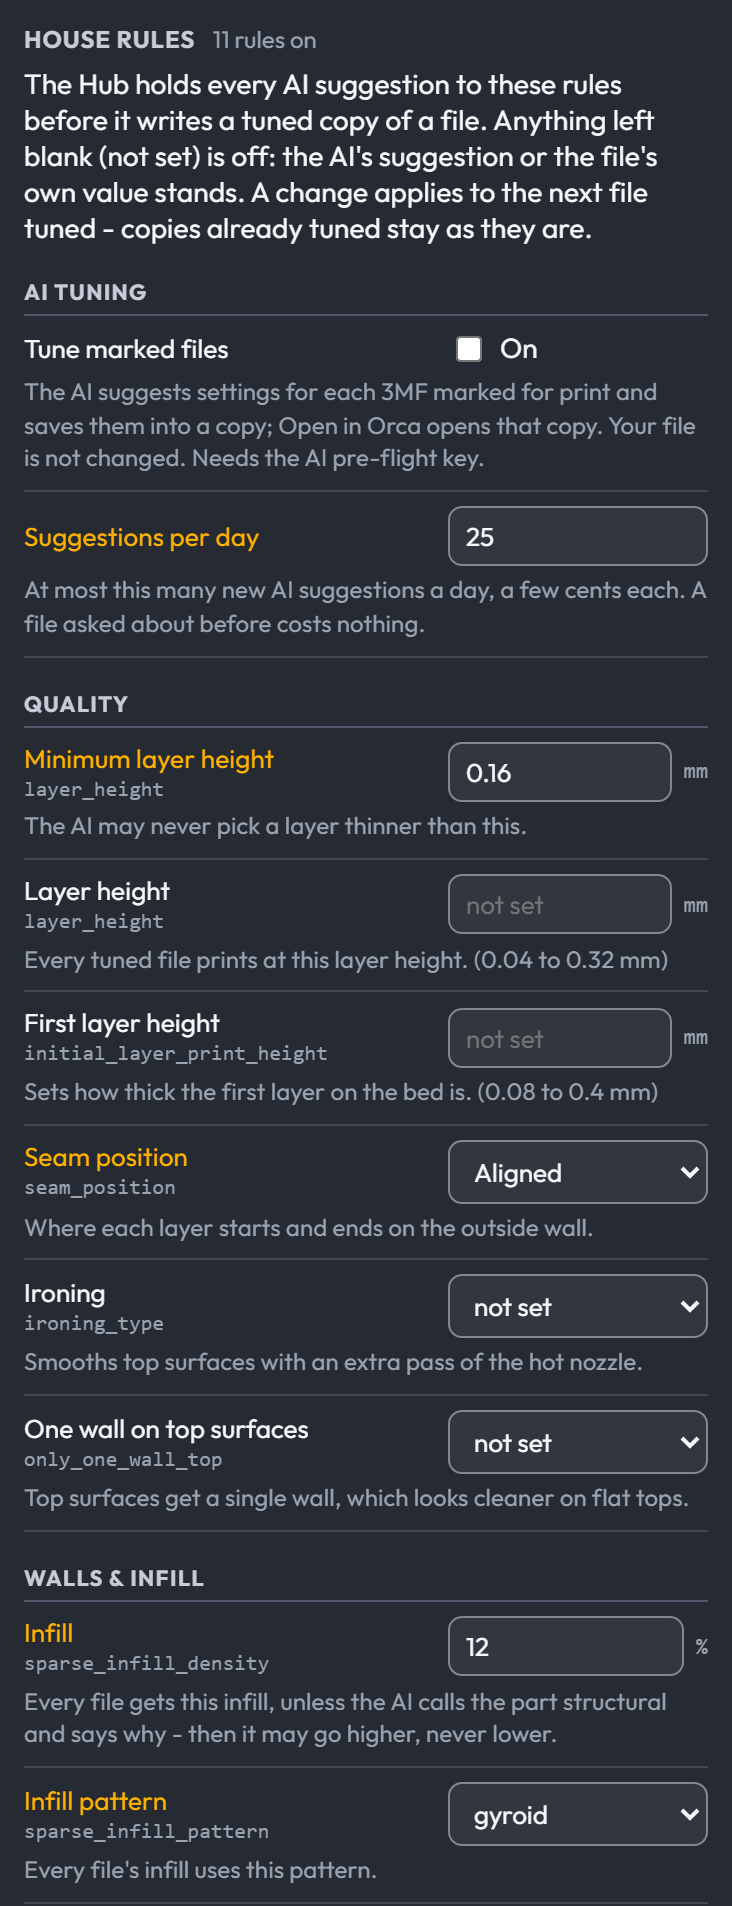 HOUSE RULES 11 rules on
The Hub holds every AI suggestion to these rules
before it writes a tuned copy of a file. Anything left
blank (not set) is off: the AI's suggestion or the file's
own value stands. A change applies to the next file
tuned - copies already tuned stay as they are.
AI TUNING
Tune marked files On
The AI suggests settings for each 3MF marked for print and
saves them into a copy; Open in Orca opens that copy. Your file
is not changed. Needs the AI pre-flight key.
Suggestions per day 25
At most this many new AI suggestions a day, a few cents each. A
file asked about before costs nothing.
QUALITY
Minimum layer height 0.16 mm
layer_height
The AI may never pick a layer thinner than this.
Layer height not set mm
layer_height
Every tuned file prints at this layer height. (0.04 to 0.32 mm)
First layer height not set mm
initial_layer_print_height
Sets how thick the first layer on the bed is. (0.08 to 0.4 mm)
Seam position Aligned
seam_position
Where each layer starts and ends on the outside wall.
Ironing not set
ironing_type
Smooths top surfaces with an extra pass of the hot nozzle.
One wall on top surfaces not set
only_one_wall_top
Top surfaces get a single wall, which looks cleaner on flat tops.
WALLS & INFILL
Infill 12 %
sparse_infill_density
Every file gets this infill, unless the AI calls the part structural
and says why - then it may go higher, never lower.
Infill pattern gyroid
sparse_infill_pattern
Every file's infill uses this pattern.